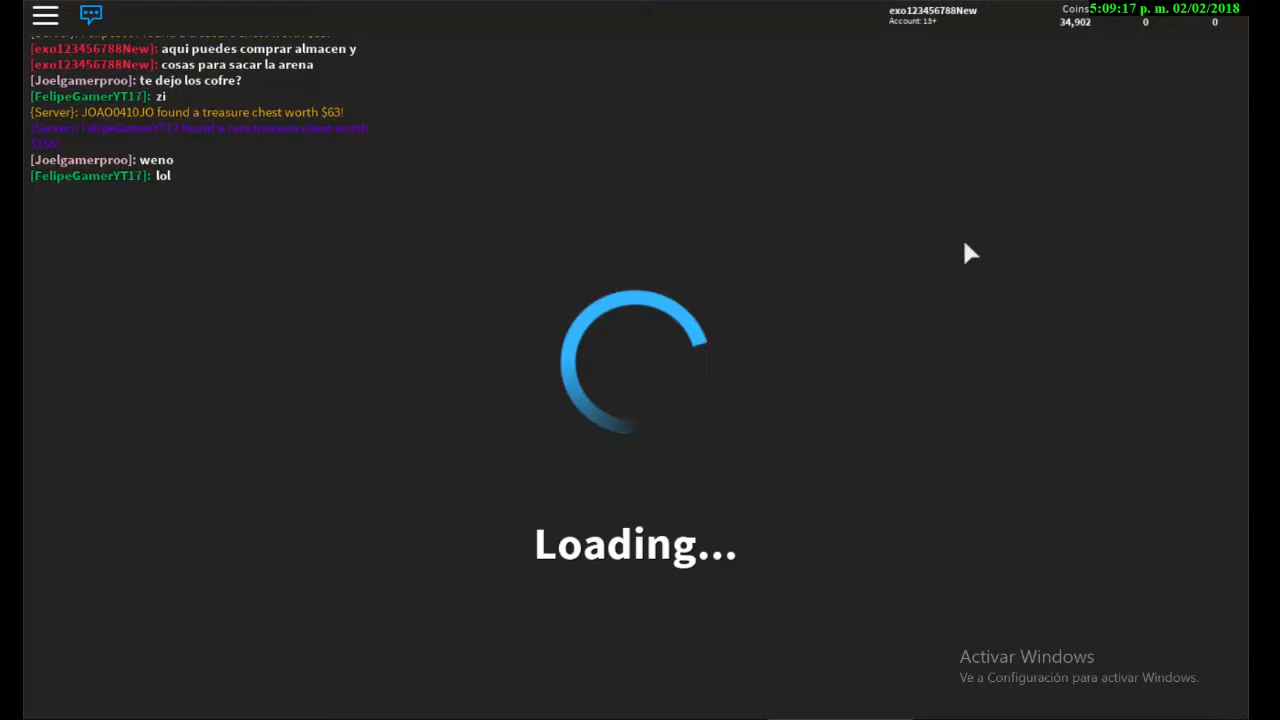 exo123456788New
Account: 13+
Coins
34,902
0
0
5:09:17 p. m. 02/02/2018
[exo123456788New]: aqui puedes comprar almacen y
[exo123456788New]: cosas para sacar la arena
[Joelgamerproo]: te dejo los cofre?
[FelipeGamerYT17]: zi
{Server}: JOAO0410JO found a treasure chest worth $63!
{Server}: FelipeGamerYT17 found a rare treasure chest worth
[Joelgamerproo]: weno
[FelipeGamerYT17]: lol
Loading...
Activar Windows
Ve a Configuración para activar Windows.